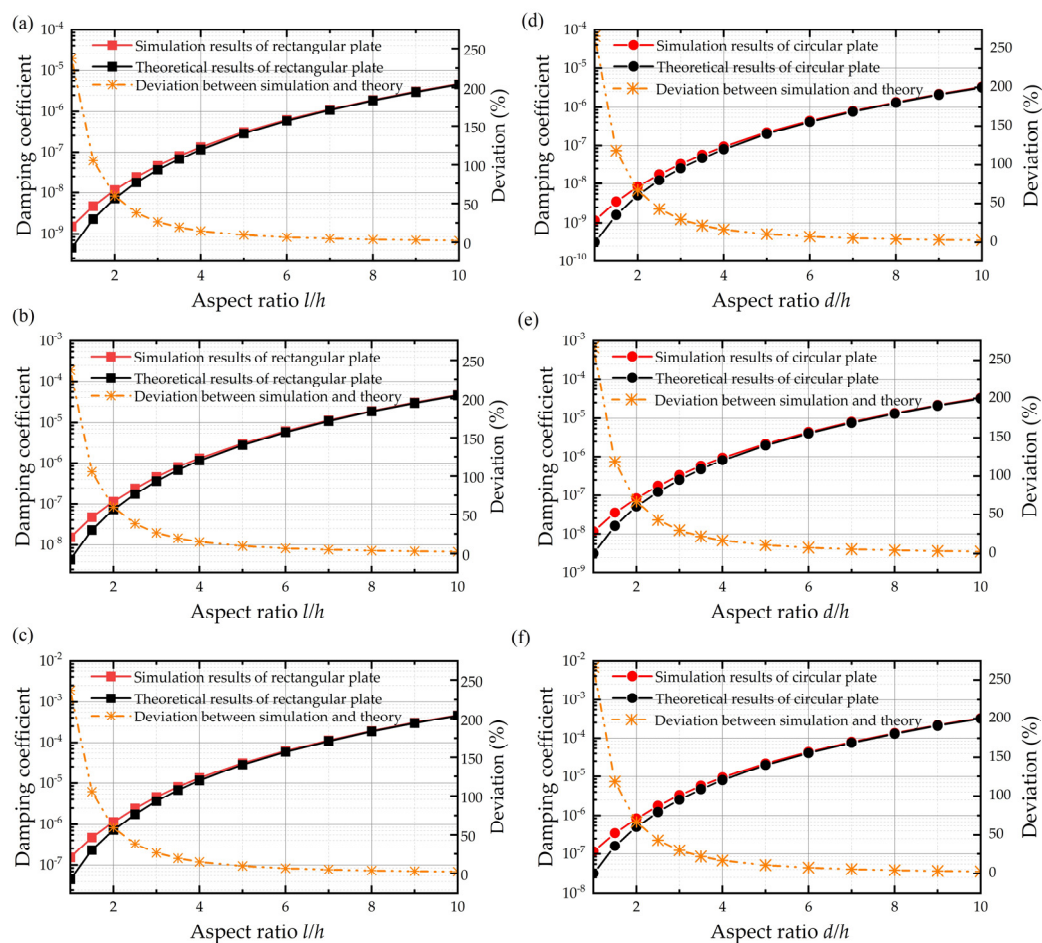 (a)
10-4
10-5
10-6
10-7
10-8
10-9
Damping coefficient
Simulation results of rectangular plate
Theoretical results of rectangular plate
Deviation between simulation and theory
250
200
150
100
50
0
Deviation (%)
2 4 6 8 10
Aspect ratio l/h
(d)
10-4
10-5
10-6
10-7
10-8
10-9
10-10
Damping coefficient
Simulation results of circular plate
Theoretical results of circular plate
Deviation between simulation and theory
250
200
150
100
50
0
Deviation (%)
2 4 6 8 10
Aspect ratio d/h
(b)
10-3
10-4
10-5
10-6
10-7
10-8
Damping coefficient
Simulation results of rectangular plate
Theoretical results of rectangular plate
Deviation between simulation and theory
250
200
150
100
50
0
Deviation (%)
2 4 6 8 10
Aspect ratio l/h
(e)
10-3
10-4
10-5
10-6
10-7
10-8
10-9
Damping coefficient
Simulation results of circular plate
Theoretical results of circular plate
Deviation between simulation and theory
250
200
150
100
50
0
Deviation (%)
2 4 6 8 10
Aspect ratio d/h
(c)
10-2
10-3
10-4
10-5
10-6
10-7
Damping coefficient
Simulation results of rectangular plate
Theoretical results of rectangular plate
Deviation between simulation and theory
250
200
150
100
50
0
Deviation (%)
2 4 6 8 10
Aspect ratio l/h
(f)
10-2
10-3
10-4
10-5
10-6
10-7
10-8
Damping coefficient
Simulation results of circular plate
Theoretical results of circular plate
Deviation between simulation and theory
250
200
150
100
50
0
Deviation (%)
2 4 6 8 10
Aspect ratio d/h